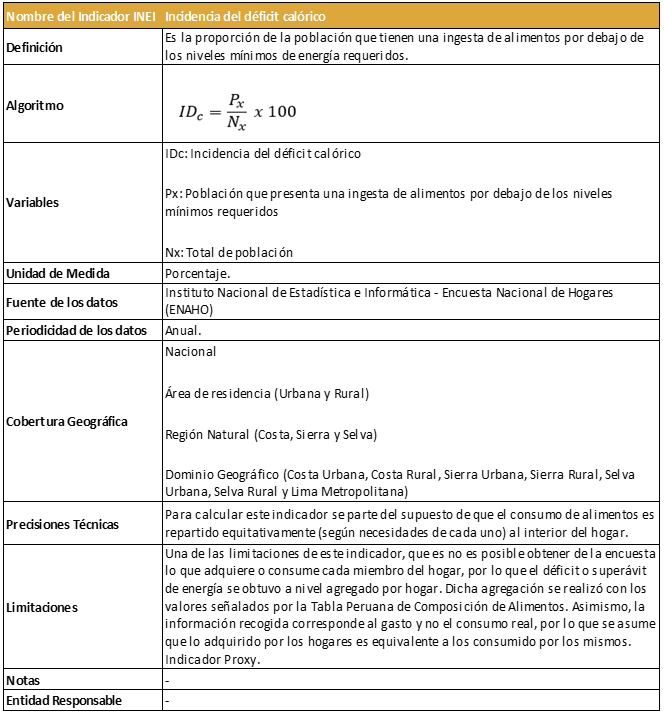 Nombre del Indicador INEI Incidencia del déficit calórico
Definición
Es la proporción de la población que tienen una ingesta de alimentos por debajo de
los niveles mínimos de energía requeridos.
Algoritmo
ID_c = P_x / N_x x 100
Variables
IDc: Incidencia del déficit calórico
Px: Población que presenta una ingesta de alimentos por debajo de los niveles
mínimos requeridos
Nx: Total de población
Unidad de Medida Porcentaje.
Fuente de los datos
Instituto Nacional de Estadística e Informática - Encuesta Nacional de Hogares
(ENAHO)
Periodicidad de los datos Anual.
Cobertura Geográfica
Nacional
Área de residencia (Urbana y Rural)
Región Natural (Costa, Sierra y Selva)
Dominio Geográfico (Costa Urbana, Costa Rural, Sierra Urbana, Sierra Rural, Selva
Urbana, Selva Rural y Lima Metropolitana)
Precisiones Técnicas
Para calcular este indicador se parte del supuesto de que el consumo de alimentos es
repartido equitativamente (según necesidades de cada uno) al interior del hogar.
Limitaciones
Una de las limitaciones de este indicador, que es no es posible obtener de la encuesta
lo que adquiere o consume cada miembro del hogar, por lo que el déficit o superávit
de energía se obtuvo a nivel agregado por hogar. Dicha agregación se realizó con los
valores señalados por la Tabla Peruana de Composición de Alimentos. Asimismo, la
información recogida corresponde al gasto y no el consumo real, por lo que se asume
que lo adquirido por los hogares es equivalente a los consumido por los mismos.
Indicador Proxy.
Notas -
Entidad Responsable -